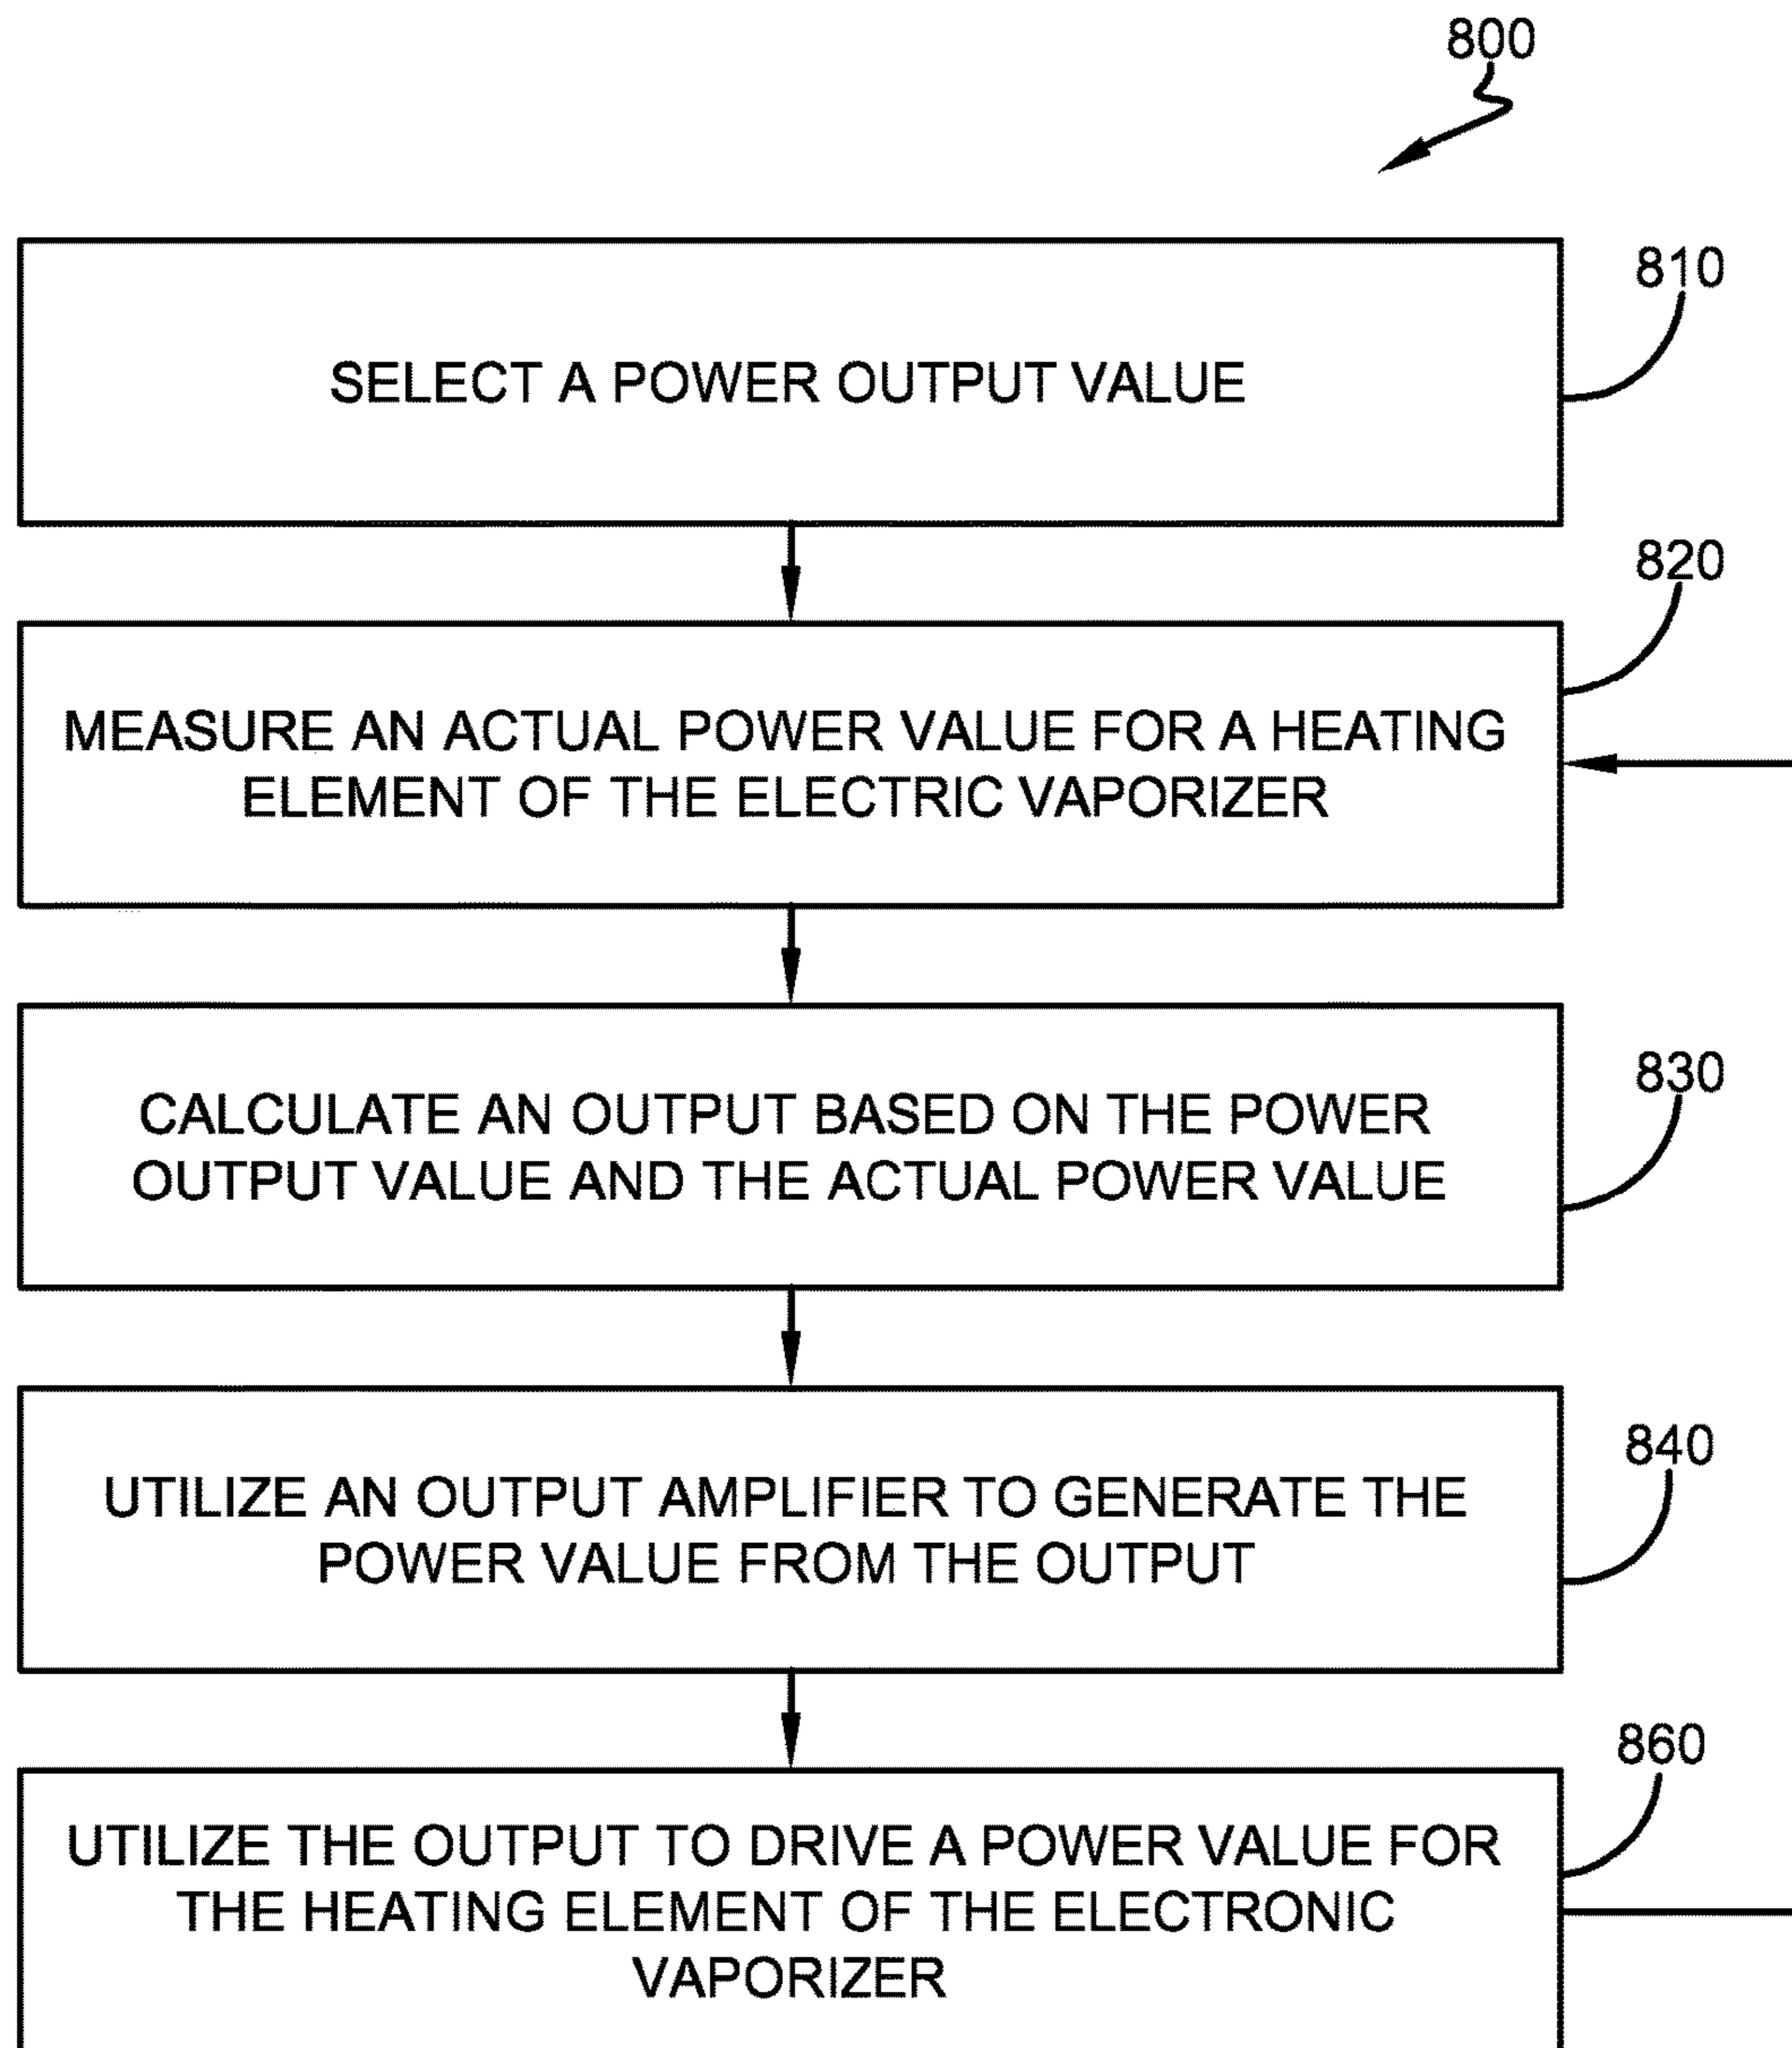 800
810
SELECT A POWER OUTPUT VALUE
820
MEASURE AN ACTUAL POWER VALUE FOR A HEATING
ELEMENT OF THE ELECTRIC VAPORIZER
830
CALCULATE AN OUTPUT BASED ON THE POWER
OUTPUT VALUE AND THE ACTUAL POWER VALUE
840
UTILIZE AN OUTPUT AMPLIFIER TO GENERATE THE
POWER VALUE FROM THE OUTPUT
860
UTILIZE THE OUTPUT TO DRIVE A POWER VALUE FOR
THE HEATING ELEMENT OF THE ELECTRONIC
VAPORIZER